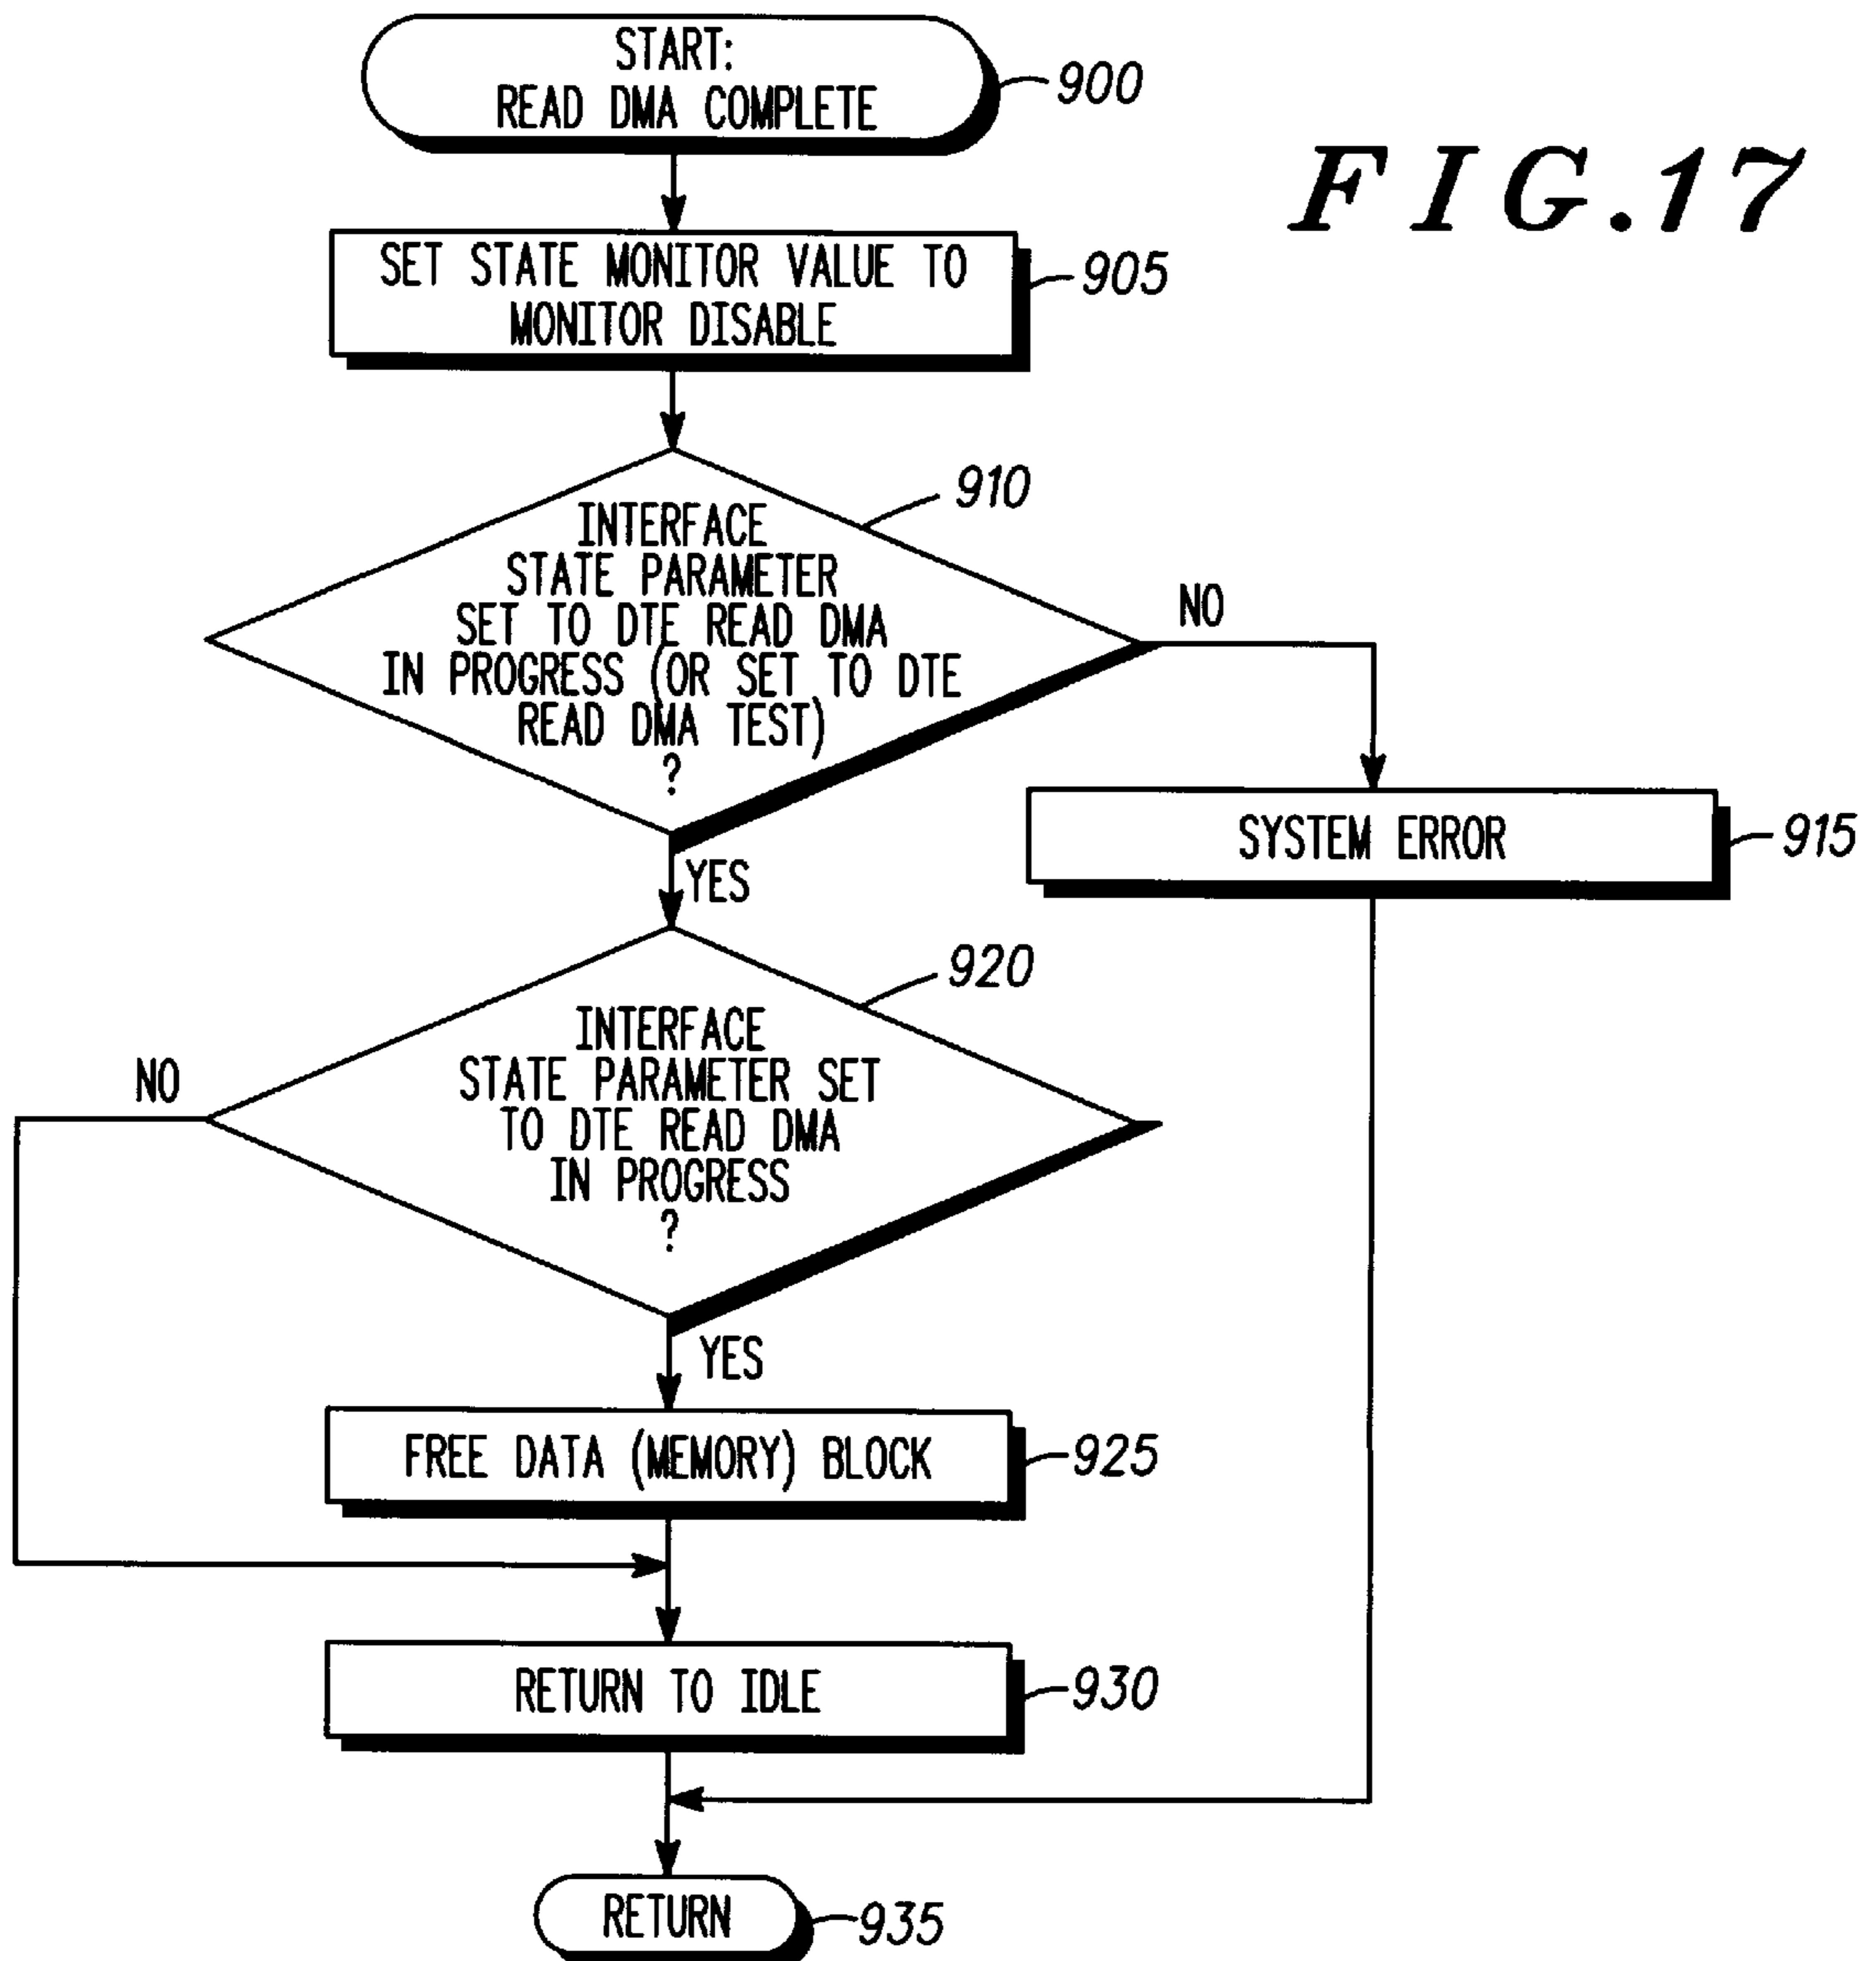 START:
READ DMA COMPLETE
900
FIG.17
SET STATE MONITOR VALUE TO
MONITOR DISABLE
905
910
INTERFACE
STATE PARAMETER
SET TO DTE READ DMA
IN PROGRESS (OR SET TO DTE
READ DMA TEST)
?
NO
YES
SYSTEM ERROR
915
920
INTERFACE
STATE PARAMETER SET
TO DTE READ DMA
IN PROGRESS
?
NO
YES
FREE DATA (MEMORY) BLOCK
925
RETURN TO IDLE
930
RETURN
935